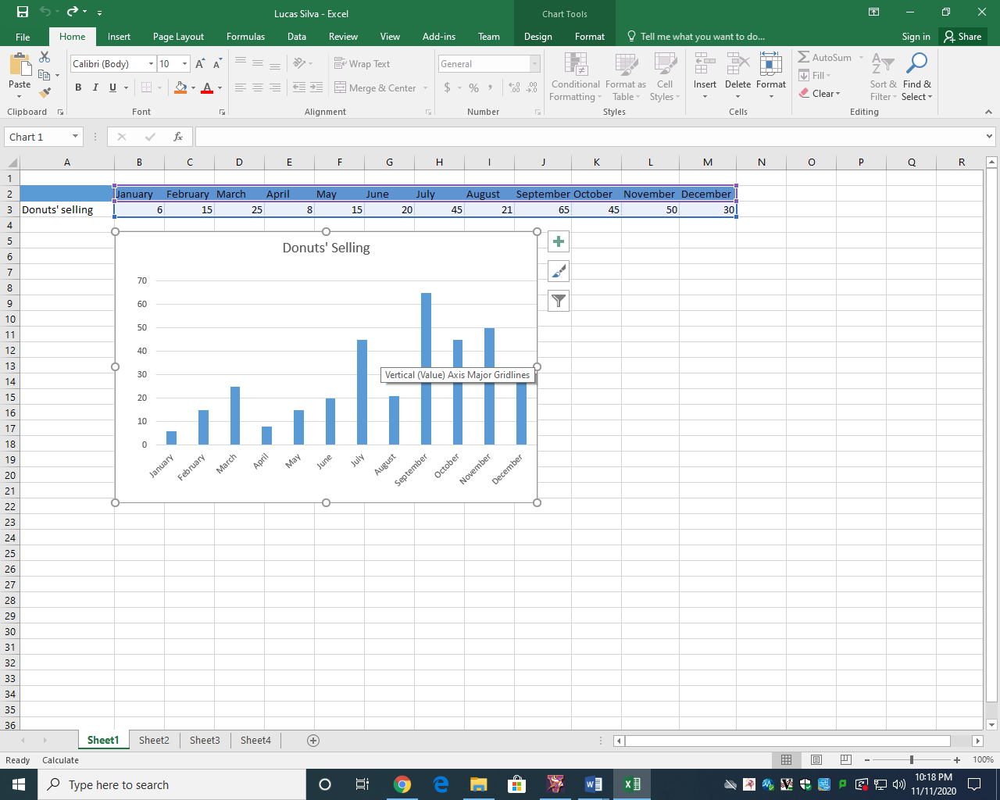 Lucas Silva - Excel
Chart Tools
File Home Insert Page Layout Formulas Data Review View Add-ins Team Design Format Tell me what you want to do... Sign in Share
Calibri (Body) 10 Wrap Text General AutoSum
Fill
Paste Conditional Formatting Format as Table Cell Styles Insert Delete Format Sort & Filter Find & Select
B I U Merge & Center $ % , Clear
Clipboard Font Alignment Number Styles Cells Editing
Chart 1 fx
A B C D E F G H I J K L M N O P Q R
1
2 January February March April May June July August September October November December
3 Donuts' selling 6 15 25 8 15 20 45 21 65 45 50 30
4
5
6
7
8
9
10
11
12
13
14
15
16
17
18
19
20
21
22
23
24
25
26
27
28
29
30
31
32
33
34
35
36
Donuts' Selling
70
60
50
40
30
20
10
0
Vertical (Value) Axis Major Gridlines
January February March April May June July August September October November December
Sheet1 Sheet2 Sheet3 Sheet4
Ready Calculate 100%
Type here to search
10:18 PM
11/11/2020